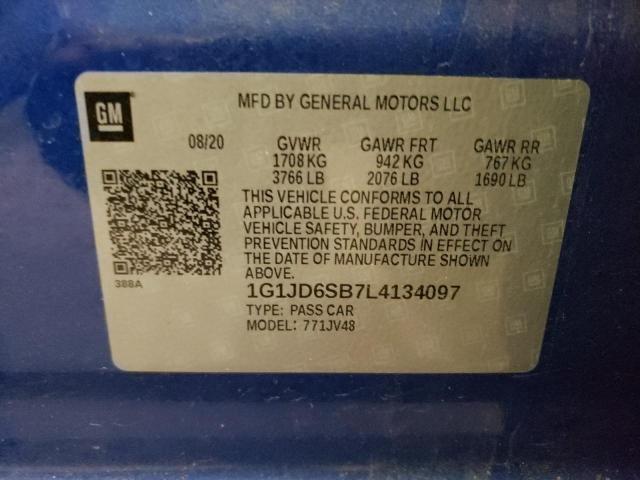 GM
MFD BY GENERAL MOTORS LLC
08/20 GVWR GAWR FRT GAWR RR
1708 KG 942 KG 767 KG
3766 LB 2076 LB 1690 LB
THIS VEHICLE CONFORMS TO ALL
APPLICABLE U.S. FEDERAL MOTOR
VEHICLE SAFETY, BUMPER, AND THEFT
PREVENTION STANDARDS IN EFFECT ON
THE DATE OF MANUFACTURE SHOWN
ABOVE.
388A
1G1JD6SB7L4134097
TYPE: PASS CAR
MODEL: 771JV48